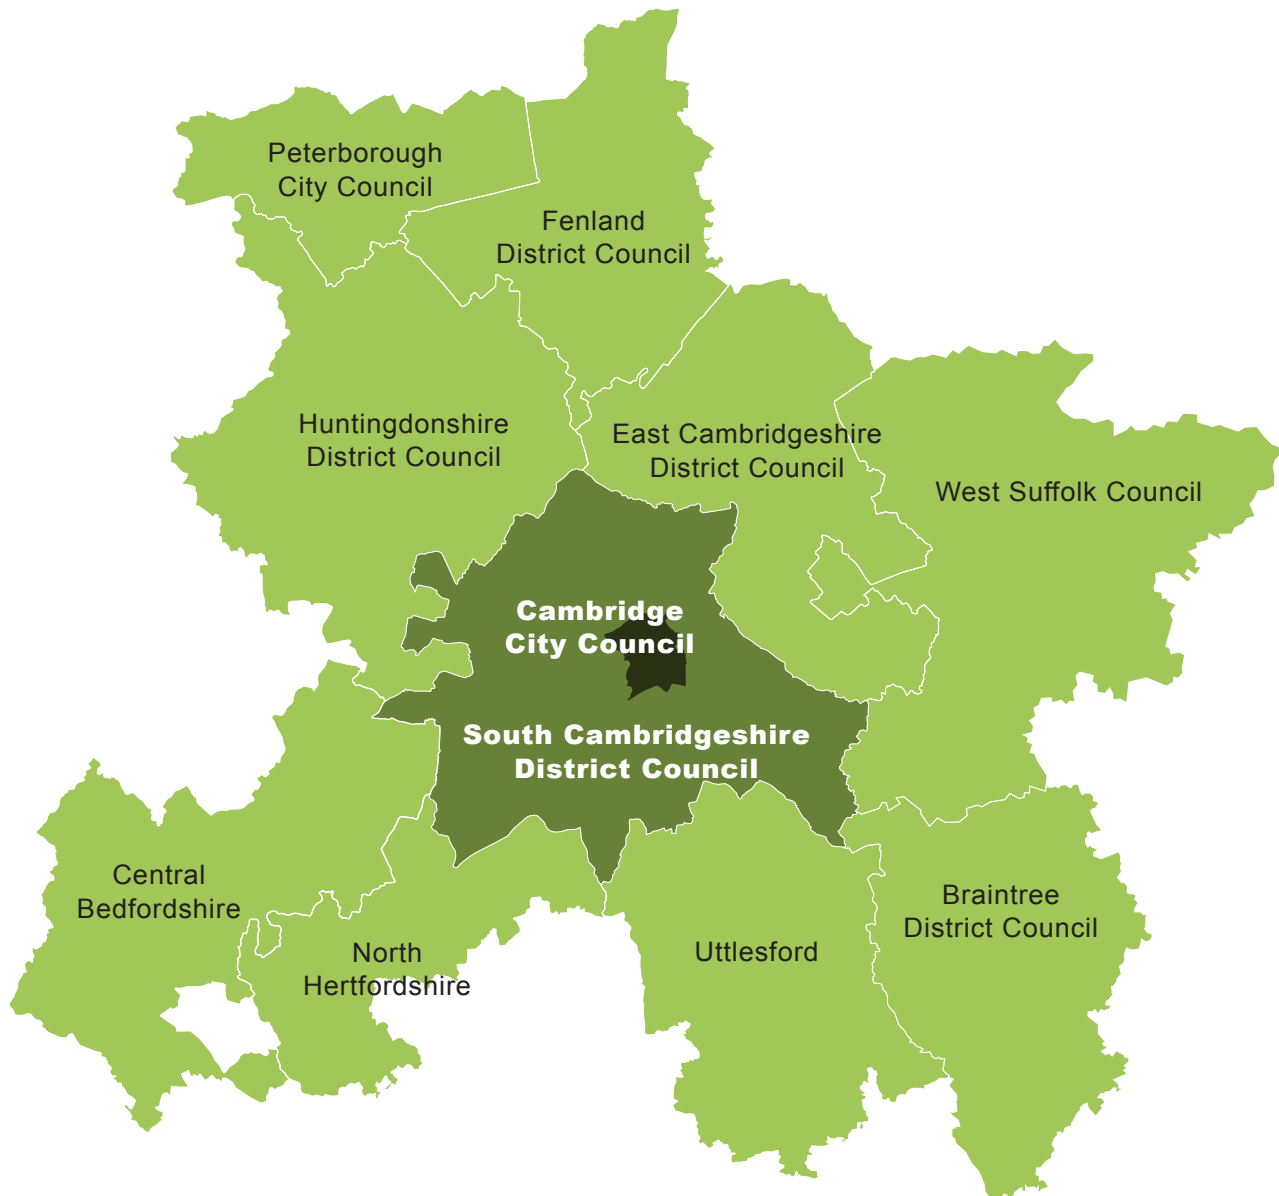 Peterborough
City Council
Fenland
District Council
Huntingdonshire
District Council
East Cambridgeshire
District Council
West Suffolk Council
Cambridge
City Council
South Cambridgeshire
District Council
Central
Bedfordshire
North
Hertfordshire
Uttlesford
Braintree
District Council